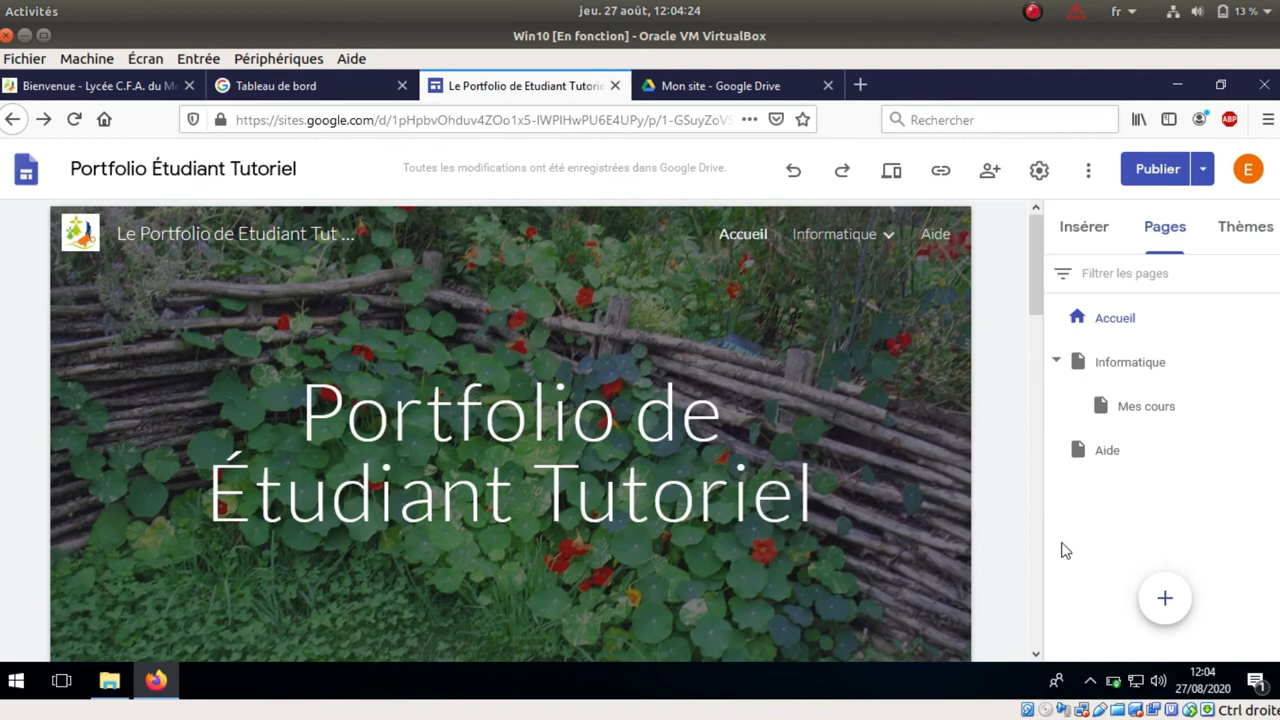 Activités
jeu. 27 août, 12:04:24
fr
13 %
Win10 [En fonction] - Oracle VM VirtualBox
Fichier Machine Écran Entrée Périphériques Aide
Bienvenue - Lycée C.F.A. du M
Tableau de bord
Le Portfolio de Etudiant Tutorie
Mon site - Google Drive
https://sites.google.com/d/1pHpbvOhduv4ZOo1x5-IWPIHwPU6E4UPy/p/1-GSuyZoVS
Rechercher
ABP
Portfolio Étudiant Tutoriel
Toutes les modifications ont été enregistrées dans Google Drive.
Publier
E
Le Portfolio de Etudiant Tut ...
Accueil Informatique Aide
Portfolio de
Étudiant Tutoriel
Insérer Pages Thèmes
Filtrer les pages
Accueil
Informatique
Mes cours
Aide
12:04
27/08/2020
1
Ctrl droite